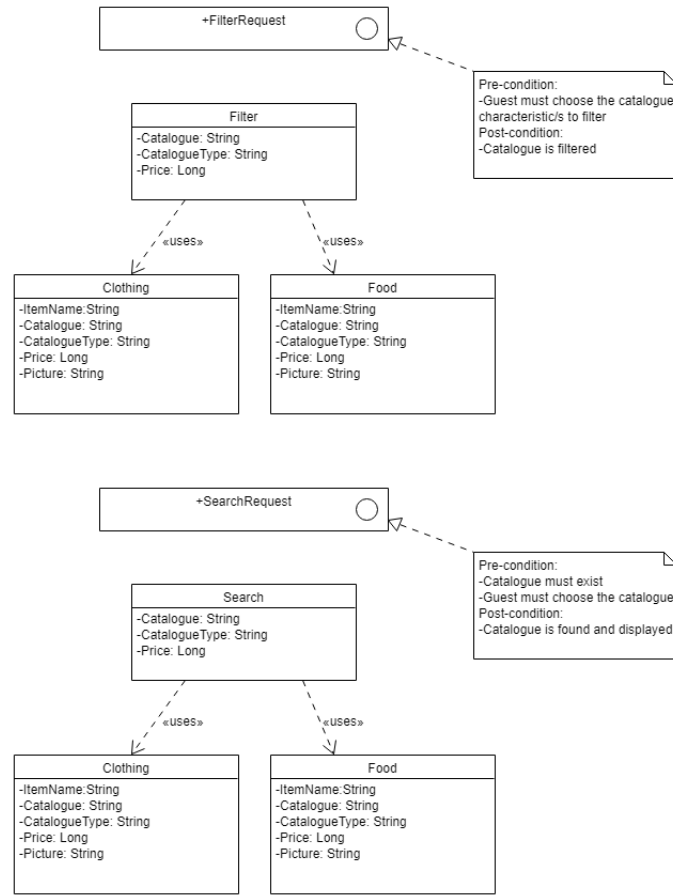 +FilterRequest
Pre-condition:
-Guest must choose the catalogue
characteristic/s to filter
Post-condition:
-Catalogue is filtered
Filter
-Catalogue: String
-CatalogueType: String
-Price: Long
«uses»
«uses»
Clothing
-ItemName:String
-Catalogue: String
-CatalogueType: String
-Price: Long
-Picture: String
Food
-ItemName:String
-Catalogue: String
-CatalogueType: String
-Price: Long
-Picture: String
+SearchRequest
Pre-condition:
-Catalogue must exist
-Guest must choose the catalogue
Post-condition:
-Catalogue is found and displayed
Search
-Catalogue: String
-CatalogueType: String
-Price: Long
«uses»
«uses»
Clothing
-ItemName:String
-Catalogue: String
-CatalogueType: String
-Price: Long
-Picture: String
Food
-ItemName:String
-Catalogue: String
-CatalogueType: String
-Price: Long
-Picture: String